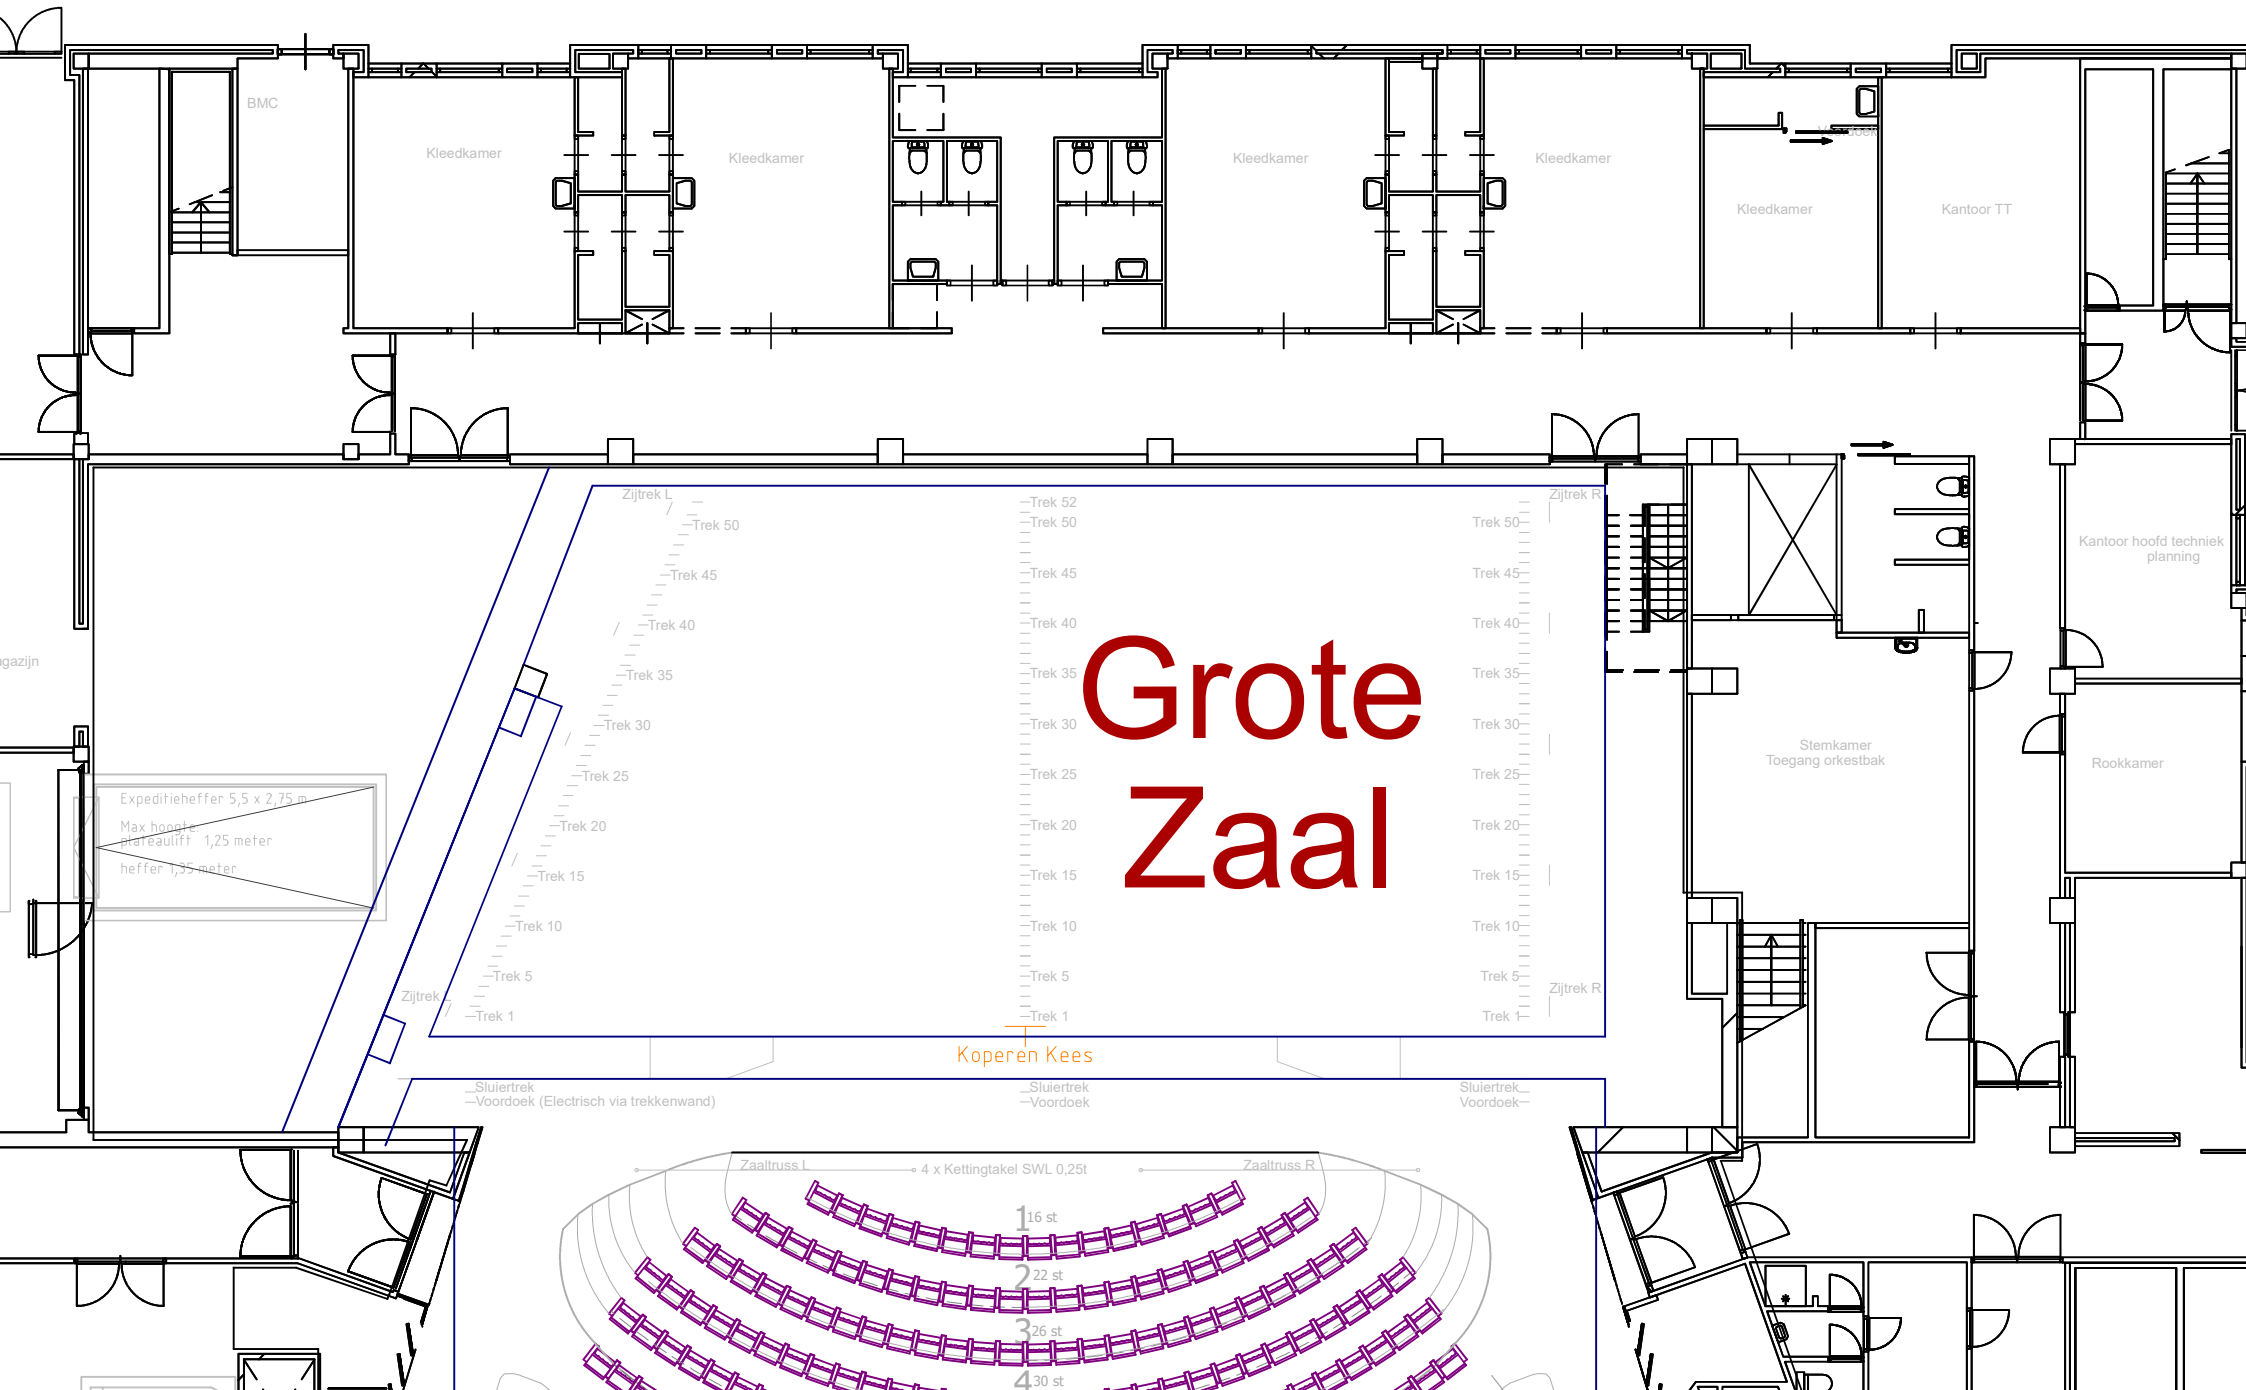 BMC
Kleedkamer
Kleedkamer
Kleedkamer
Kleedkamer
Kleedkamer
Kantoor TT
Zijtrek L
Trek 50
Trek 45
Trek 40
Trek 35
Trek 30
Trek 25
Trek 20
Trek 15
Trek 10
Trek 5
Trek 1
Zijtrek L
Trek 52
Trek 50
Trek 45
Trek 40
Trek 35
Trek 30
Trek 25
Trek 20
Trek 15
Trek 10
Trek 5
Trek 1
Grote
Zaal
Zijtrek R
Trek 50
Trek 45
Trek 40
Trek 35
Trek 30
Trek 25
Trek 20
Trek 15
Trek 10
Trek 5
Trek 1
Zijtrek R
Kantoor hoofd techniek
planning
Stemkamer
Toegang orkestbak
Rookkamer
Expeditieheffer 5,5 x 2,75 m
Max hoogte:
plateaulift 1,25 meter
heffer 1,35 meter
Koperen Kees
Sluiertrek
Voordoek (Electrisch via trekkenwand)
Sluiertrek
Voordoek
Sluiertrek
Voordoek
Zaaltruss L
4 x Kettingtakel SWL 0,25t
Zaaltruss R
1 16 st
2 22 st
3 26 st
4 30 st